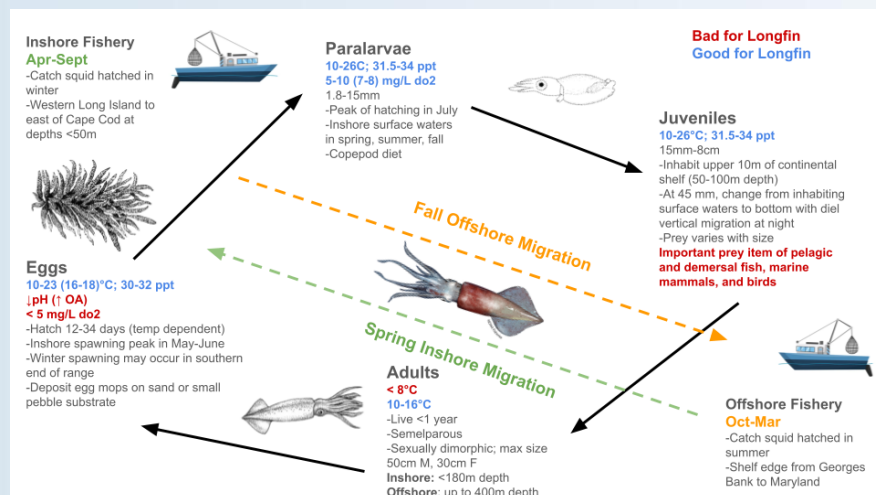 Inshore Fishery
Apr-Sept
-Catch squid hatched in
winter
-Western Long Island to
east of Cape Cod at
depths <50m
Paralarvae
10-26C; 31.5-34 ppt
5-10 (7-8) mg/L do2
1.8-15mm
-Peak of hatching in July
-Inshore surface waters
in spring, summer, fall
-Copepod diet
Bad for Longfin
Good for Longfin
Juveniles
10-26°C; 31.5-34 ppt
15mm-8cm
-Inhabit upper 10m of continental
shelf (50-100m depth)
-At 45 mm, change from inhabiting
surface waters to bottom with diel
vertical migration at night
-Prey varies with size
Important prey item of pelagic
and demersal fish, marine
mammals, and birds
Fall Offshore Migration
Spring Inshore Migration
Eggs
10-23 (16-18)°C; 30-32 ppt
↓pH (↑ OA)
< 5 mg/L do2
-Hatch 12-34 days (temp dependent)
-Inshore spawning peak in May-June
-Winter spawning may occur in southern
end of range
-Deposit egg mops on sand or small
pebble substrate
Adults
< 8°C
10-16°C
-Live <1 year
-Semelparous
-Sexually dimorphic; max size
50cm M, 30cm F
Inshore: <180m depth
Offshore: up to 400m depth
Offshore Fishery
Oct-Mar
-Catch squid hatched in
summer
-Shelf edge from Georges
Bank to Maryland